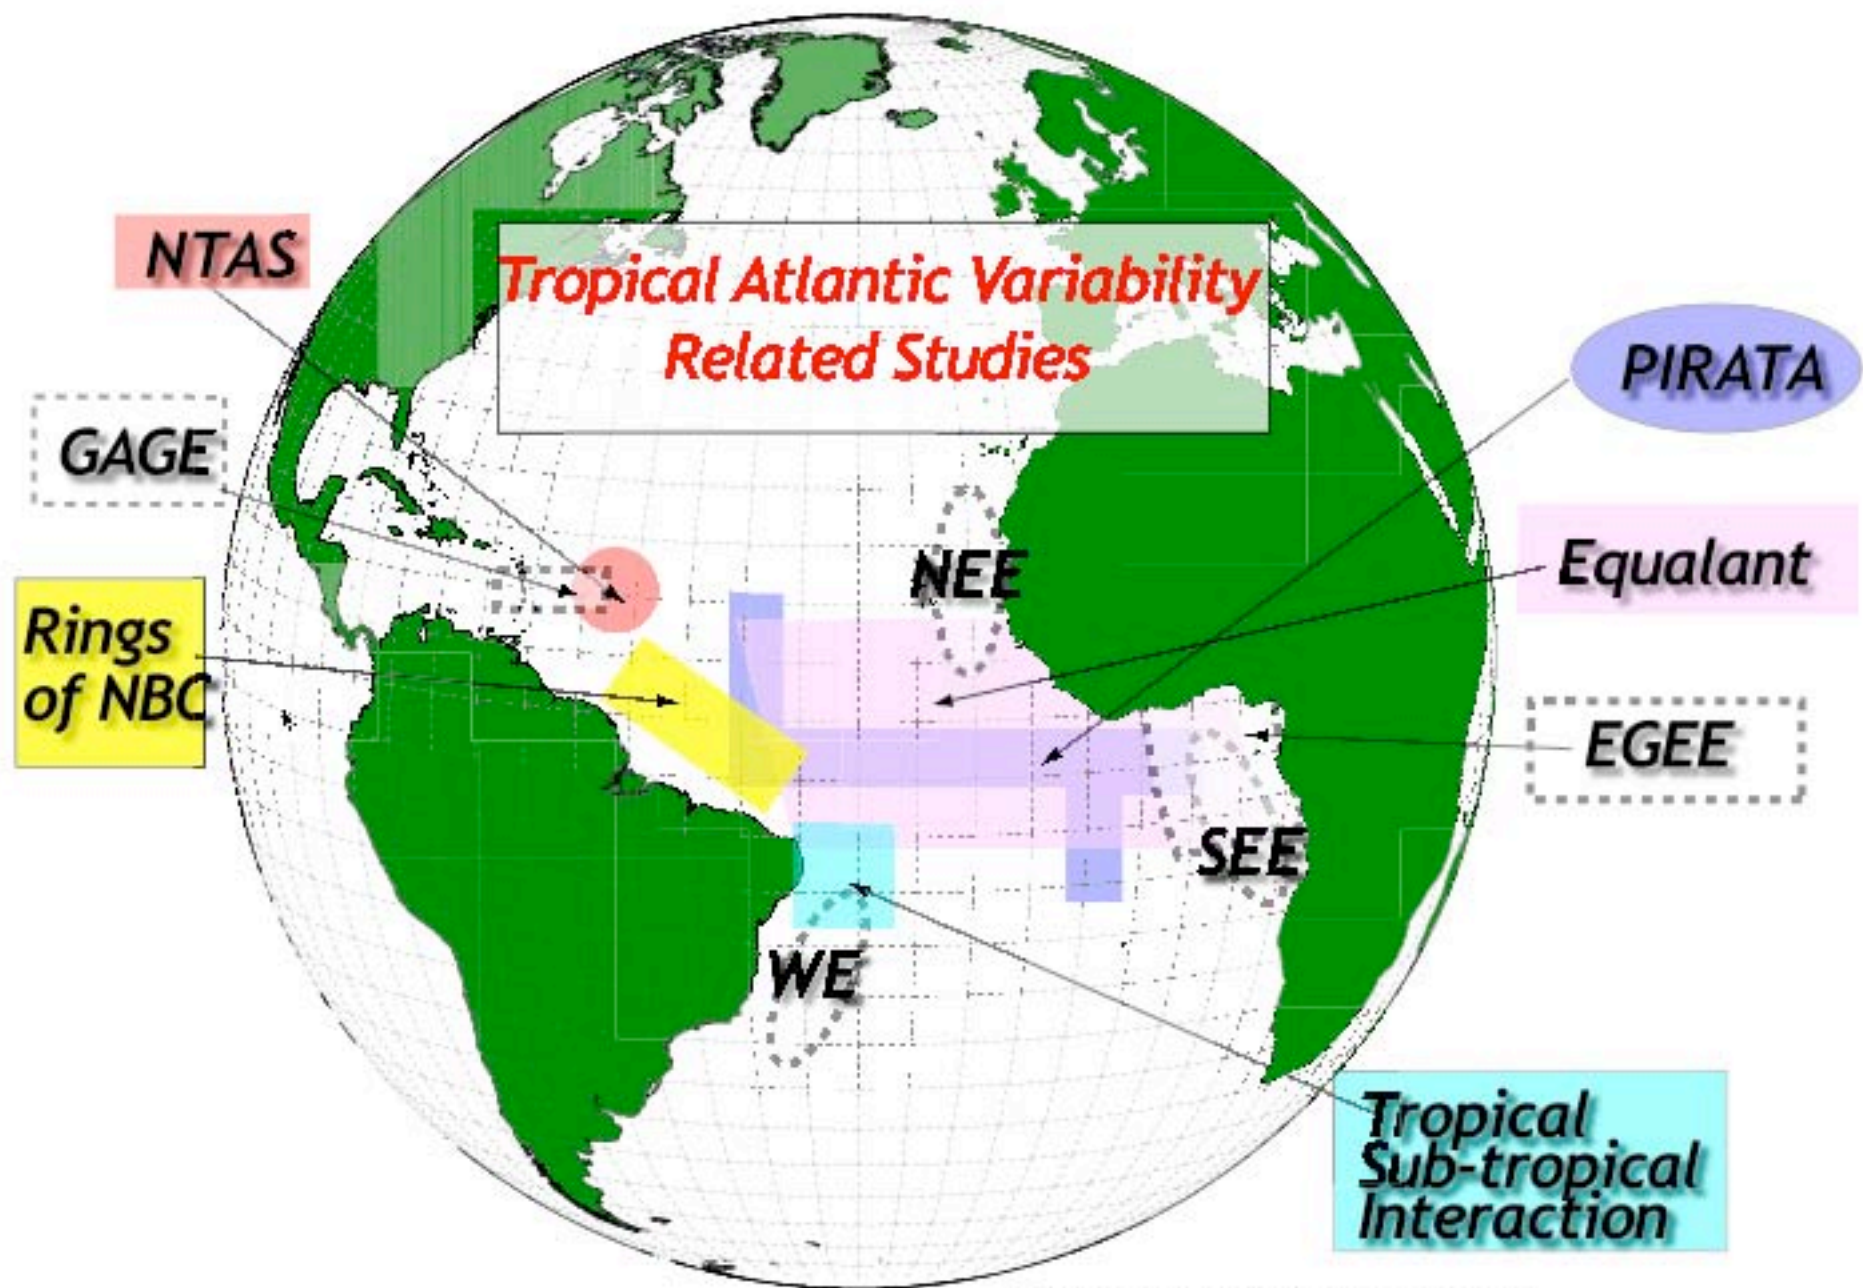 Tropical Atlantic Variability
Related Studies
NTAS
GAGE
Rings
of NBC
PIRATA
Equalant
EGEE
NEE
SEE
WE
Tropical
Sub-tropical
Interaction